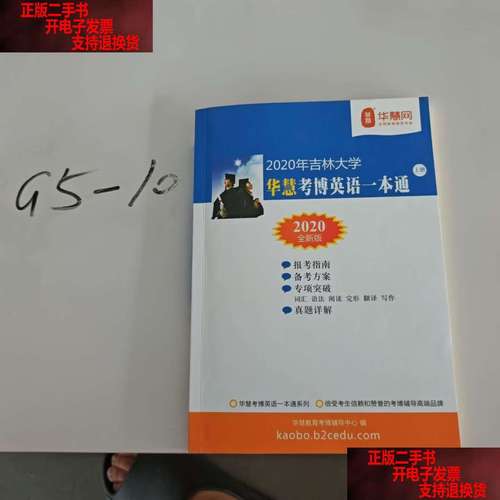 正版二手书
开电子发票
支持退换货
华慧网
2020年吉林大学
华慧考博英语一本通
上册
2020
全新版
报考指南
备考方案
专项突破
词汇 语法 阅读 完形 翻译 写作
真题详解
华慧考博英语一本通系列
倍受考生信赖和赞誉的考博辅导高端品牌
华慧教育考博辅导中心 编
kaobo.b2cedu.com
G5-10
正版二手书
开电子发票
支持退换货